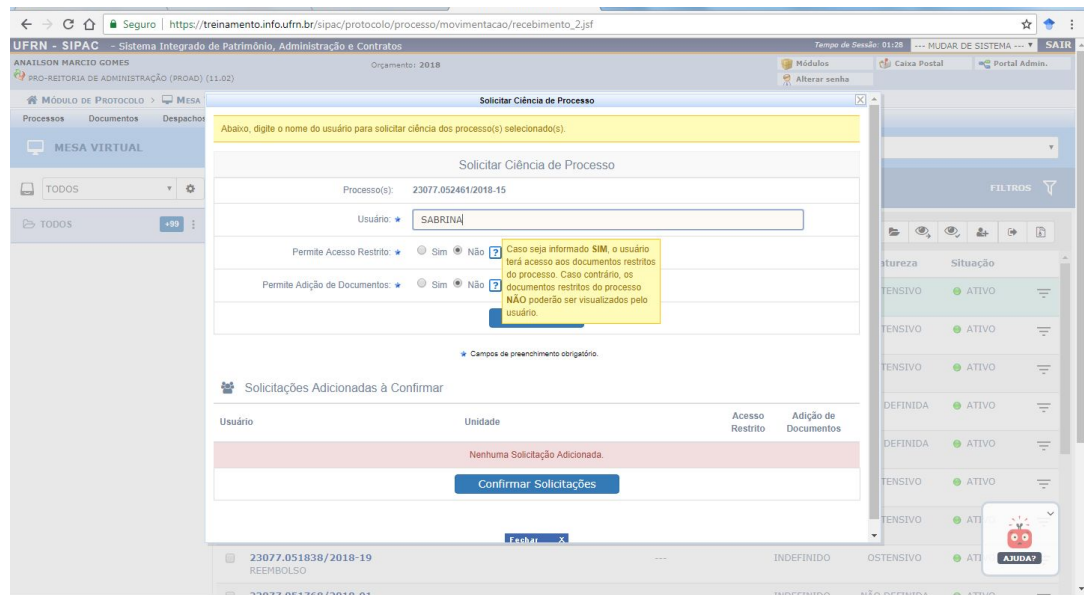 Seguro | https://treinamento.info.ufrn.br/sipac/protocolo/processo/movimentacao/recebimento_2.jsf
UFRN - SIPAC - Sistema Integrado de Patrimônio, Administração e Contratos
Tempo de Sessão: 01:28 --- MUDAR DE SISTEMA --- SAIR
ANAILSON MARCIO GOMES
Orçamento: 2018
Módulos Caixa Postal Portal Admin.
PRO-REITORIA DE ADMINISTRAÇÃO (PROAD) (11.02)
Alterar senha
MÓDULO DE PROTOCOLO > MESA
Processos Documentos Despachos
MESA VIRTUAL
TODOS
FILTROS
TODOS +99
Solicitar Ciência de Processo
Abaixo, digite o nome do usuário para solicitar ciência dos processo(s) selecionado(s).
Solicitar Ciência de Processo
Processo(s): 23077.052461/2018-15
Usuário: SABRINA
Permite Acesso Restrito: Sim Não ?
Caso seja informado SIM, o usuário
terá acesso aos documentos restritos
do processo. Caso contrário, os
documentos restritos do processo
NÃO poderão ser visualizados pelo
usuário.
Permite Adição de Documentos: Sim Não ?
Campos de preenchimento obrigatório.
Solicitações Adicionadas à Confirmar
Usuário Unidade Acesso Restrito Adição de Documentos
Nenhuma Solicitação Adicionada.
Confirmar Solicitações
Fechar X
atureza Situação
TENSIVO ATIVO
TENSIVO ATIVO
TENSIVO ATIVO
DEFINIDA ATIVO
DEFINIDA ATIVO
TENSIVO ATIVO
TENSIVO ATI
23077.051838/2018-19 --- INDEFINIDO OSTENSIVO ATI
REEMBOLSO
AJUDA?